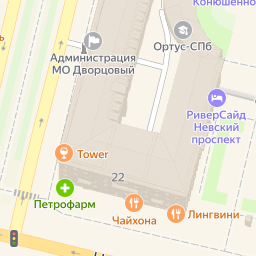 Конюшенно
Ортус-СПб
Администрация
МО Дворцовый
РиверСайд
Невский
проспект
Tower
22
Петрофарм
Чайхона
Лингвини